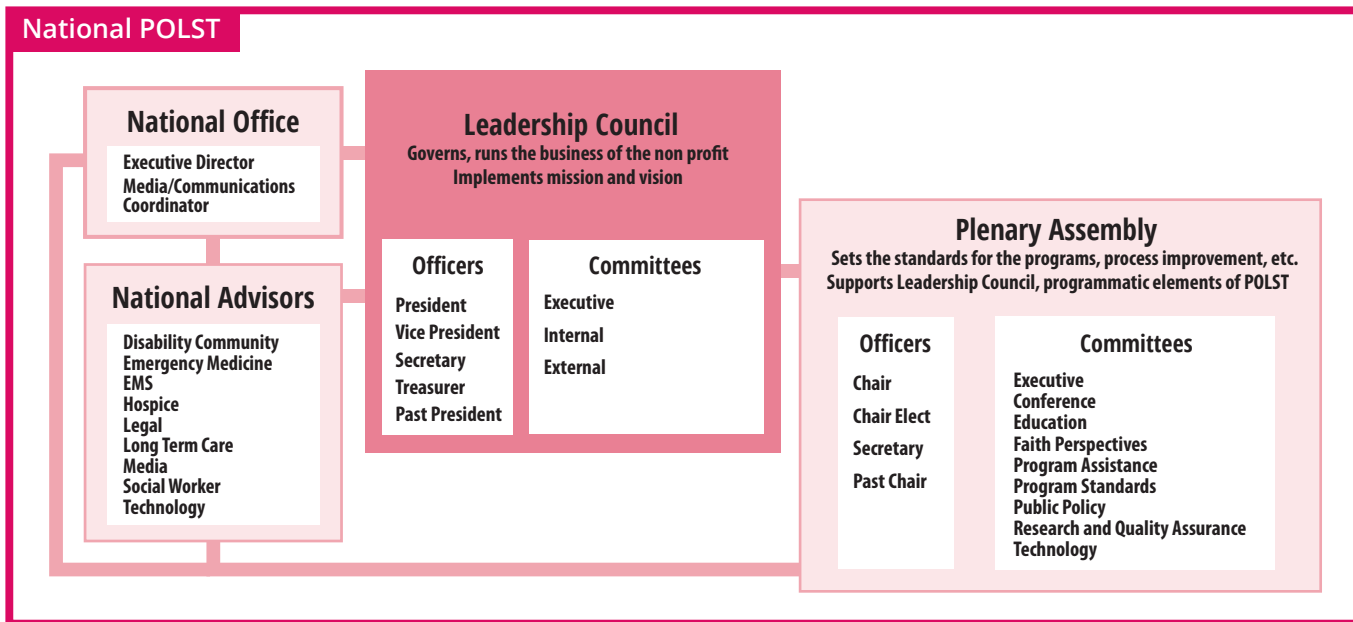 National POLST
National Office
Executive Director
Media/Communications
Coordinator
National Advisors
Disability Community
Emergency Medicine
EMS
Hospice
Legal
Long Term Care
Media
Social Worker
Technology
Leadership Council
Governs, runs the business of the non profit
Implements mission and vision
Officers
President
Vice President
Secretary
Treasurer
Past President
Committees
Executive
Internal
External
Plenary Assembly
Sets the standards for the programs, process improvement, etc.
Supports Leadership Council, programmatic elements of POLST
Officers
Chair
Chair Elect
Secretary
Past Chair
Committees
Executive
Conference
Education
Faith Perspectives
Program Assistance
Program Standards
Public Policy
Research and Quality Assurance
Technology